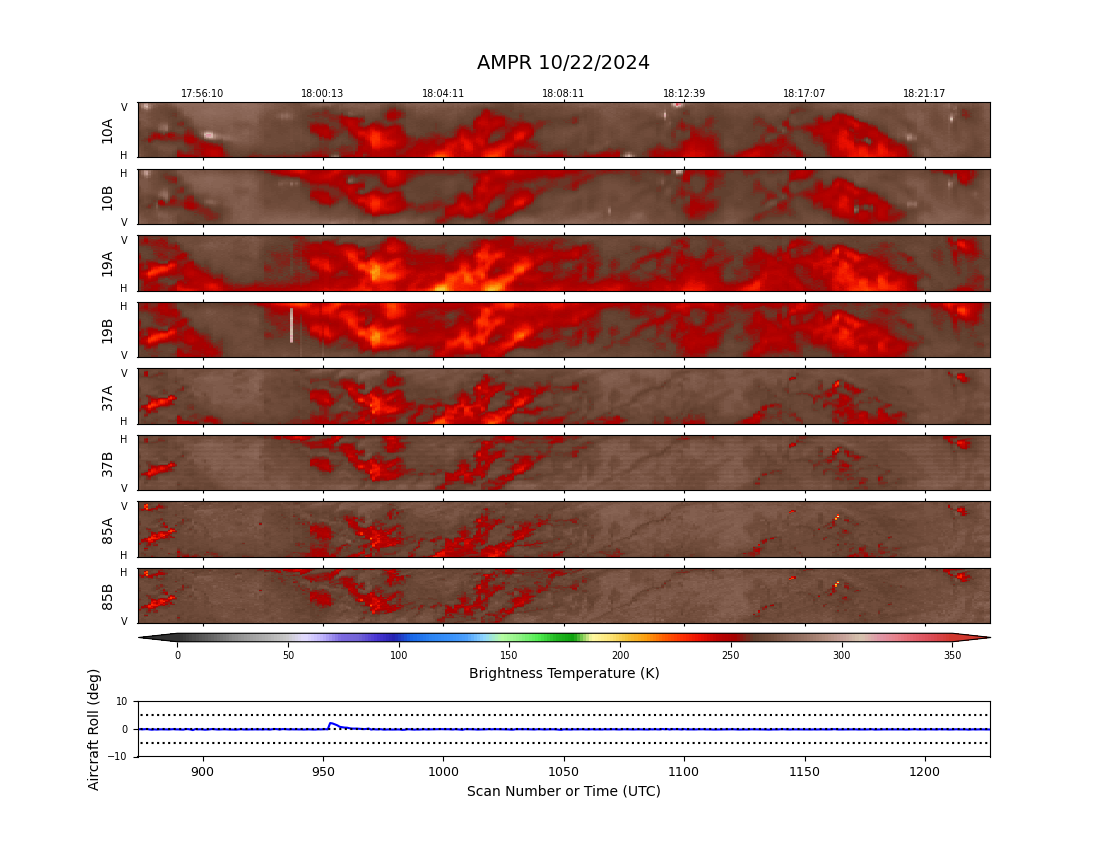 AMPR 10/22/2024
17:56:10 18:00:13 18:04:11 18:08:11 18:12:39 18:17:07 18:21:17
V
10A
H
H
10B
V
V
19A
H
H
19B
V
V
37A
H
H
37B
V
V
85A
H
H
85B
V
0 50 100 150 200 250 300 350
Brightness Temperature (K)
Aircraft Roll (deg)
10
0
−10
900 950 1000 1050 1100 1150 1200
Scan Number or Time (UTC)